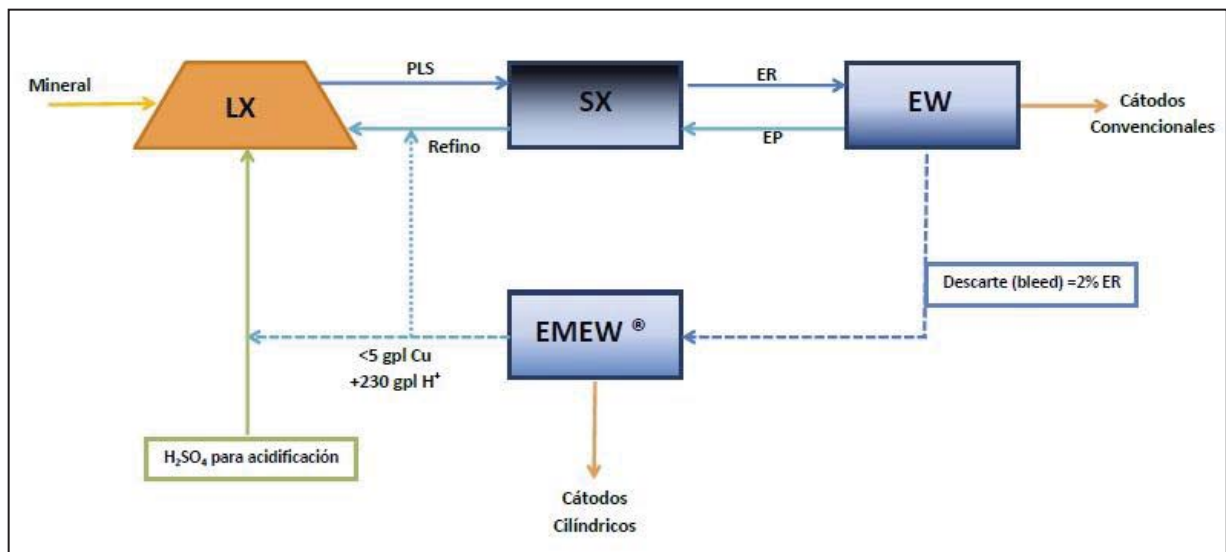 Mineral
LX
PLS
SX
ER
EW
Cátodos
Convencionales
Refino
EP
Descarte (bleed) =2% ER
EMEW ®
<5 gpl Cu
+230 gpl H⁺
H₂SO₄ para acidificación
Cátodos
Cilíndricos